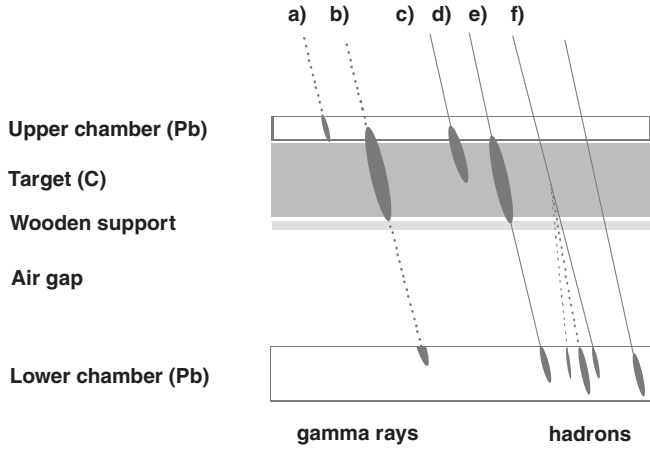 a) b) c) d) e) f)
Upper chamber (Pb)
Target (C)
Wooden support
Air gap
Lower chamber (Pb)
gamma rays hadrons